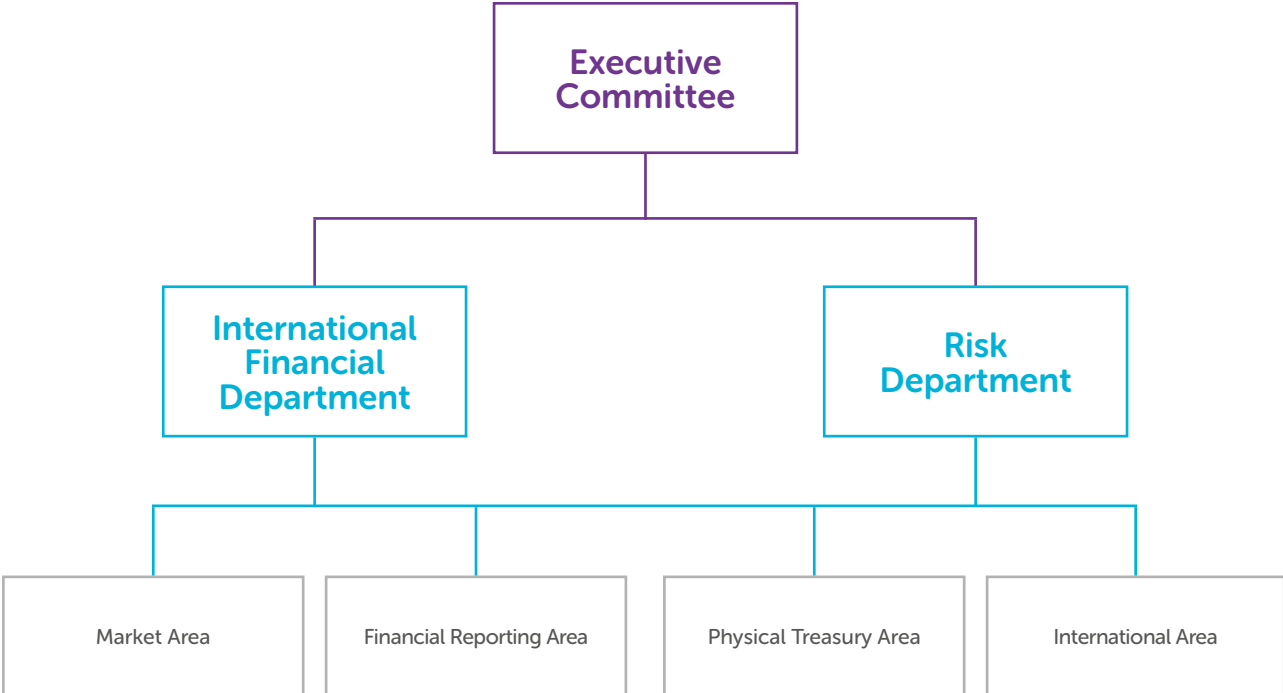 Executive
Committee
International
Financial
Department
Risk
Department
Market Area
Financial Reporting Area
Physical Treasury Area
International Area